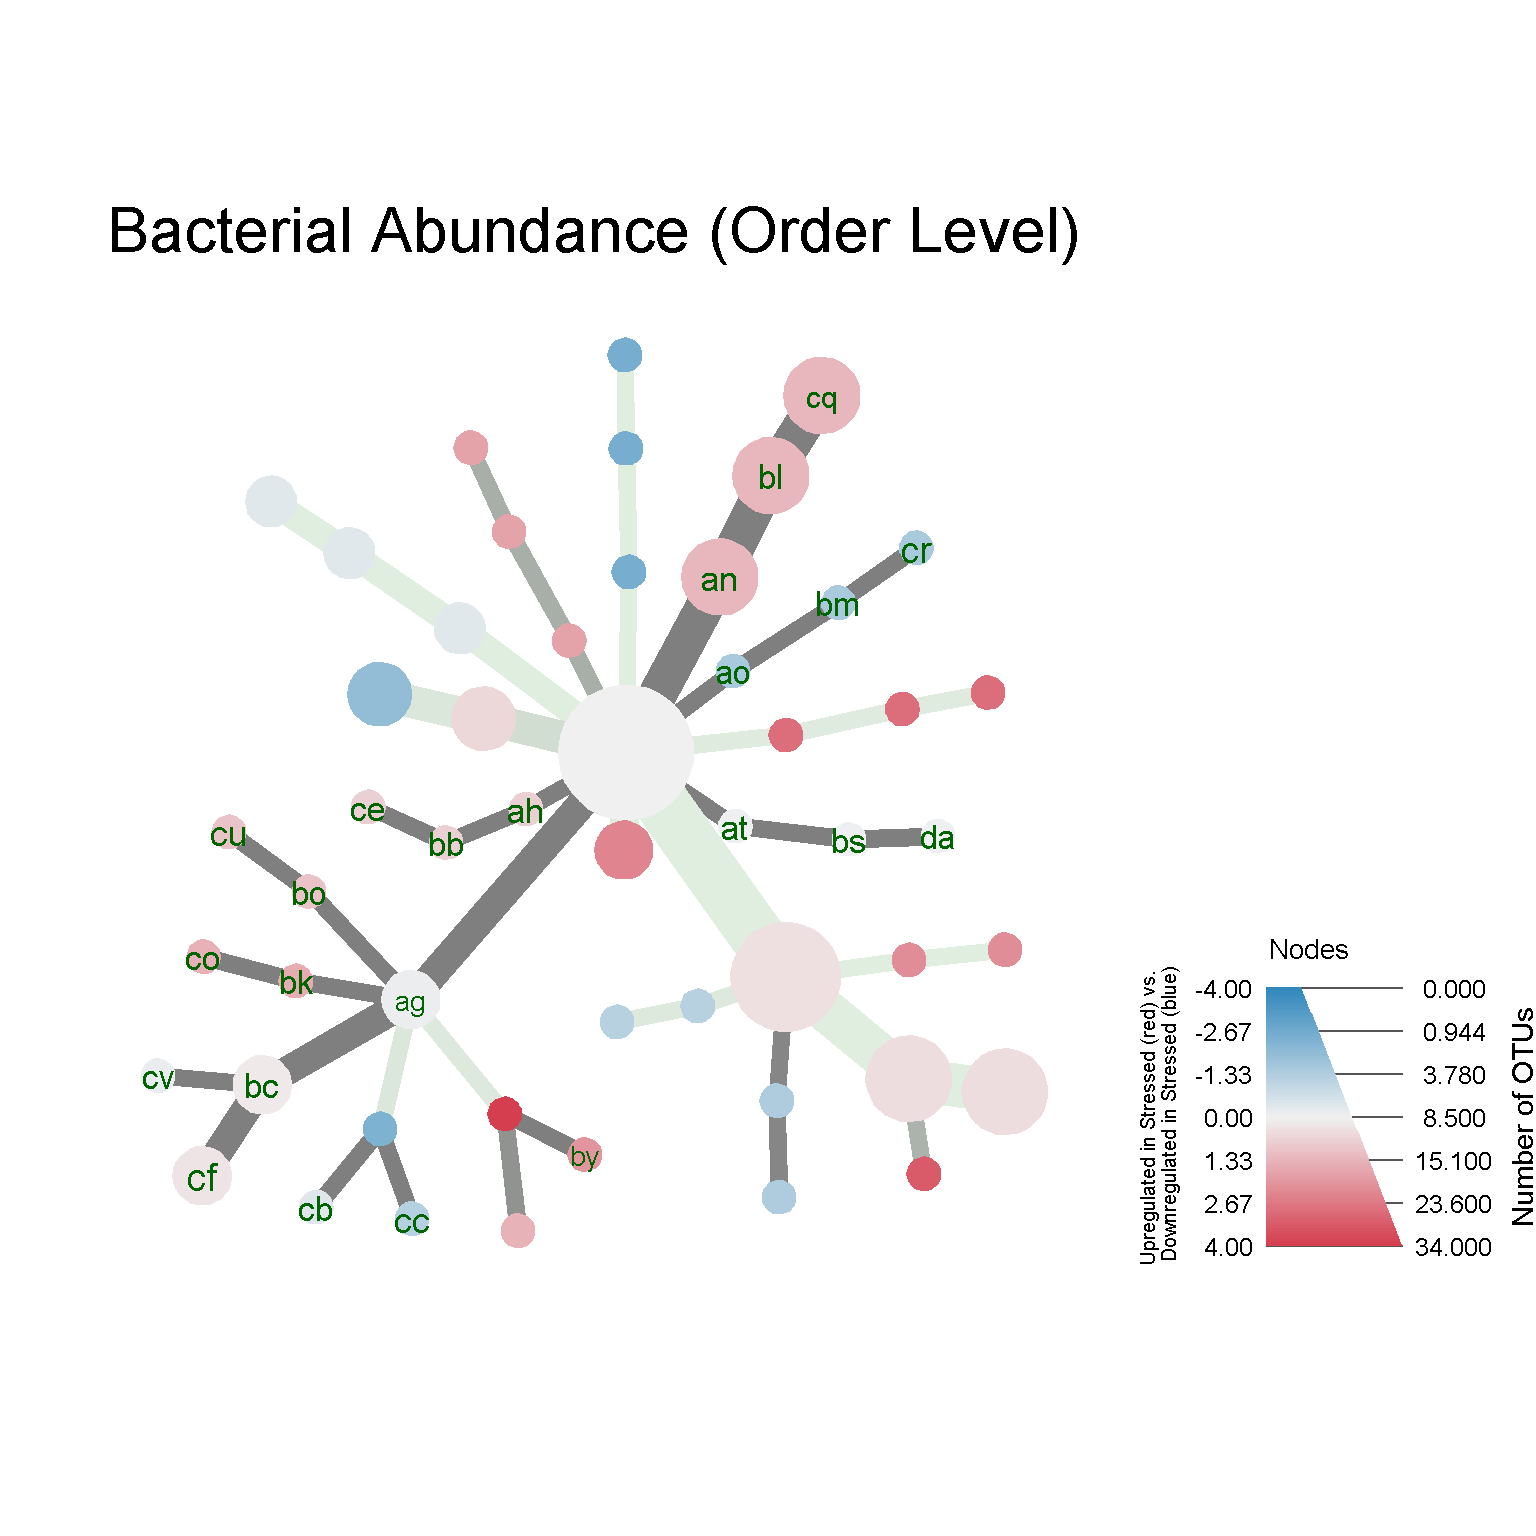 Bacterial Abundance (Order Level)
cq
bl
an
cr
bm
ao
ce
ah
bb
at
bs
da
cu
bo
co
bk
ag
cv
bc
cf
cb
cc
by
Nodes
Upregulated in Stressed (red) vs.
Downregulated in Stressed (blue)
-4.00
-2.67
-1.33
0.00
1.33
2.67
4.00
0.000
0.944
3.780
8.500
15.100
23.600
34.000
Number of OTUs